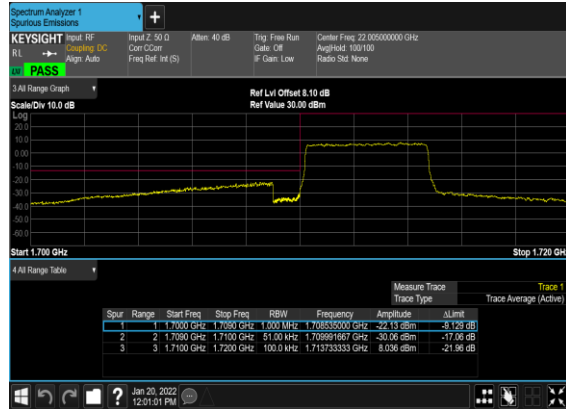 Spectrum Analyzer 1
Spurious Emissions
+
KEYSIGHT Input: RF Input Z: 50 Ω Atten: 40 dB Trig: Free Run Center Freq: 22.005000000 GHz
RL Coupling: DC Corr CCorr Gate: Off Avg|Hold: 100/100
Align: Auto Freq Ref: Int (S) IF Gain: Low Radio Std: None
PASS
3 All Range Graph
Ref Lvl Offset 8.10 dB
Scale/Div 10.0 dB Ref Value 30.00 dBm
Log
20.0
10.0
0.00
-10.0
-20.0
-30.0
-40.0
-50.0
-60.0
Start 1.700 GHz Stop 1.720 GH
4 All Range Table
Measure Trace Trace 1
Trace Type Trace Average (Active)
Spur Range Start Freq Stop Freq RBW Frequency Amplitude ΔLimit
1 1 1.7000 GHz 1.7090 GHz 1.000 MHz 1.708535000 GHz -22.13 dBm -9.129 dB
2 2 1.7090 GHz 1.7100 GHz 51.00 kHz 1.709991667 GHz -30.06 dBm -17.06 dB
3 3 1.7100 GHz 1.7200 GHz 100.0 kHz 1.713733333 GHz 8.036 dBm -21.96 dB
? Jan 20, 2022
12:01:01 PM